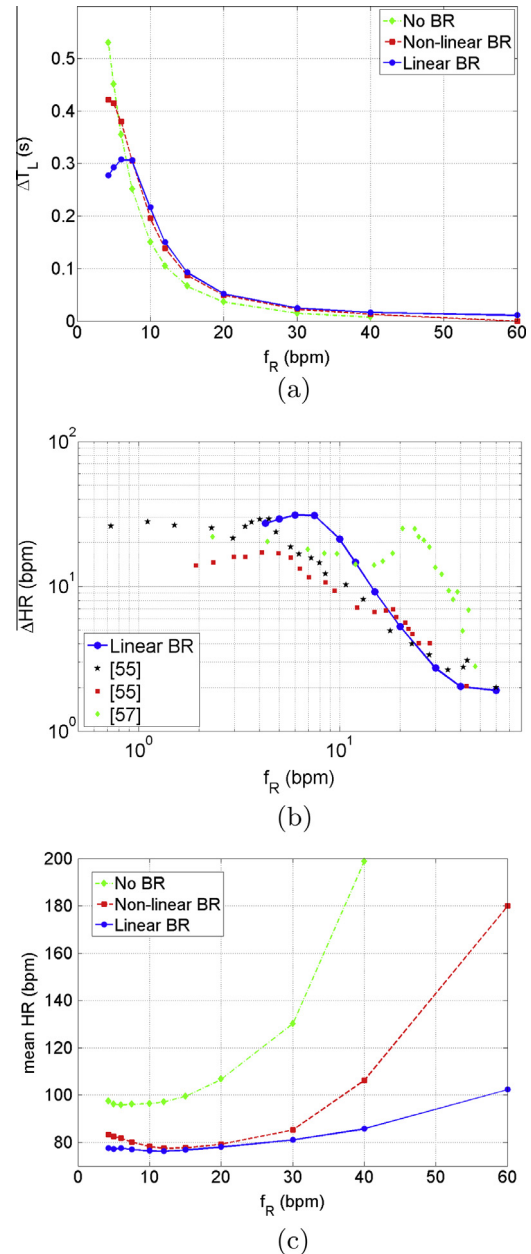 No BR
Non-linear BR
Linear BR
0.5
0.4
0.3
0.2
0.1
0
ΔT_L (s)
0 10 20 30 40 50 60
f_R (bpm)
(a)
10^2
10^1
10^0
ΔHR (bpm)
Linear BR
[55]
[55]
[57]
10^0 10^1
f_R (bpm)
(b)
200
180
160
140
120
100
80
mean HR (bpm)
No BR
Non-linear BR
Linear BR
0 10 20 30 40 50 60
f_R (bpm)
(c)